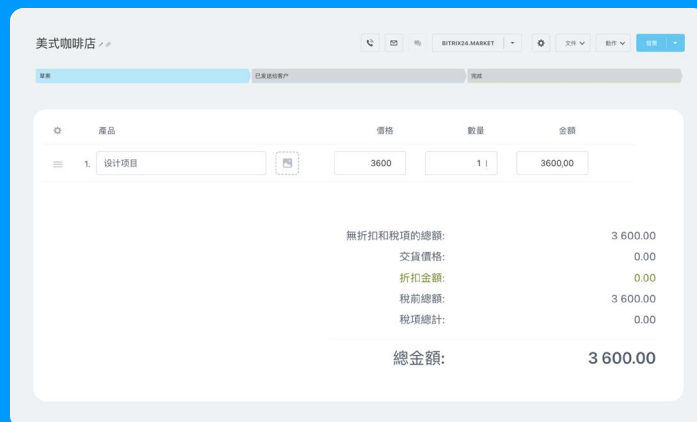 美式咖啡店
BITRIX24.MARKET
文件
動作
發票
草案
已发送给客户
完成
產品 價格 數量 金額
1. 设计项目 3600 1 3600,00
無折扣和稅項的總額: 3 600.00
交貨價格: 0.00
折扣金額: 0.00
稅前總額: 3 600.00
稅項總計: 0.00
總金額: 3 600.00